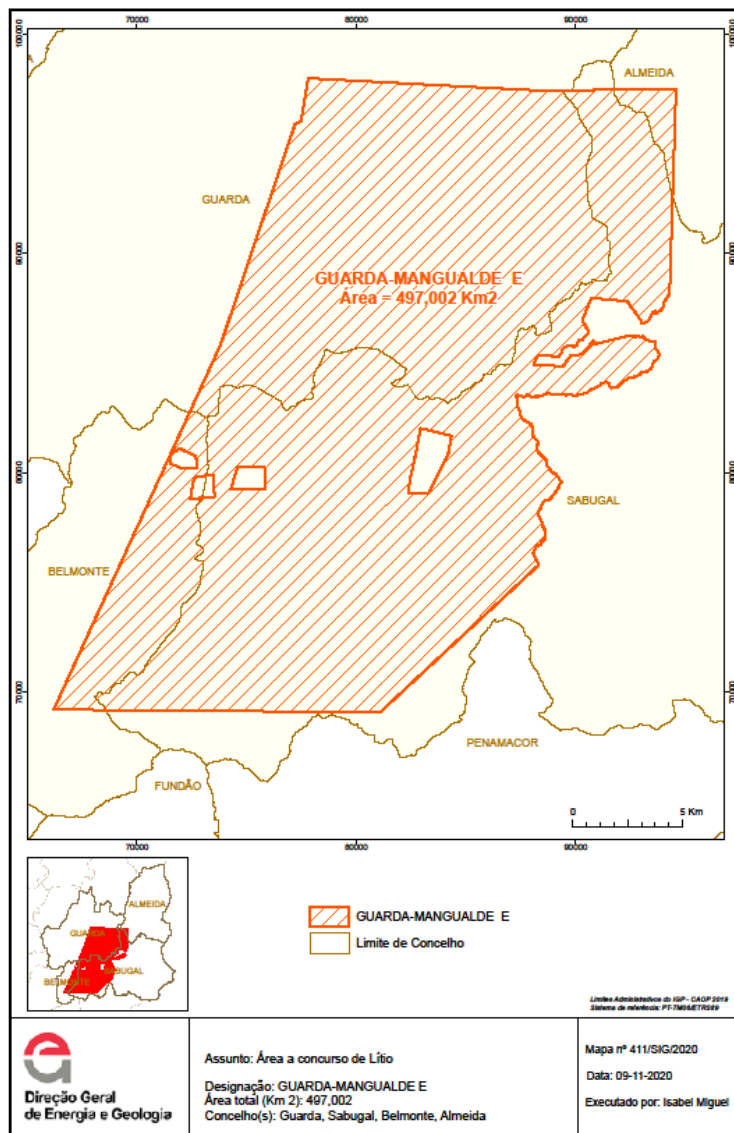 70000 80000 90000
100000 100000
ALMEIDA
GUARDA
90000 90000
GUARDA-MANGUALDE E
Área = 497,002 Km2
80000 80000
SABUGAL
BELMONTE
70000 70000
PENAMACOR
FUNDÃO
0 5 Km
70000 80000 90000
ALMEIDA
GUARDA
SABUGAL
BELMONTE
GUARDA-MANGUALDE E
Limite de Concelho
Limites Administrativos do IGP - CAOP 2019
Sistema de referência: PT-TM06/ETRS89
Direção Geral
de Energia e Geologia
Assunto: Área a concurso de Lítio
Designação: GUARDA-MANGUALDE E
Área total (Km 2): 497,002
Concelho(s): Guarda, Sabugal, Belmonte, Almeida
Mapa nº 411/SIG/2020
Data: 09-11-2020
Executado por: Isabel Miguel